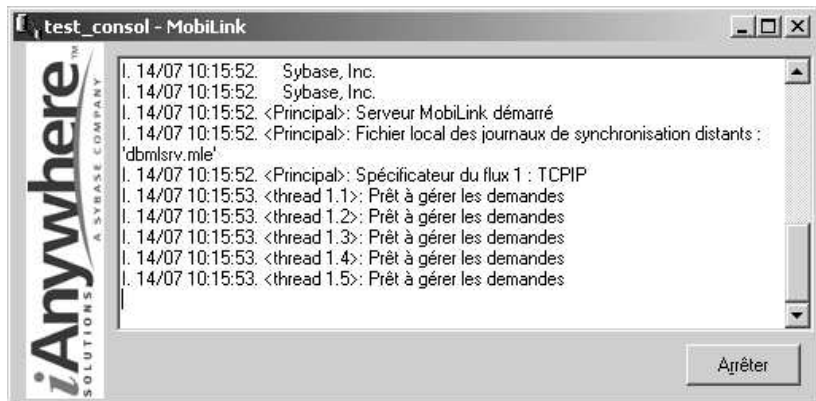 test_consol - MobiLink
iAnywhere™
SOLUTIONS
A SYBASE COMPANY
I. 14/07 10:15:52.    Sybase, Inc.
I. 14/07 10:15:52.    Sybase, Inc.
I. 14/07 10:15:52. <Principal>: Serveur MobiLink démarré
I. 14/07 10:15:52. <Principal>: Fichier local des journaux de synchronisation distants :
'dbmlsrv.mle'
I. 14/07 10:15:52. <Principal>: Spécificateur du flux 1 : TCPIP
I. 14/07 10:15:53. <thread 1.1>: Prêt à gérer les demandes
I. 14/07 10:15:53. <thread 1.2>: Prêt à gérer les demandes
I. 14/07 10:15:53. <thread 1.3>: Prêt à gérer les demandes
I. 14/07 10:15:53. <thread 1.4>: Prêt à gérer les demandes
I. 14/07 10:15:53. <thread 1.5>: Prêt à gérer les demandes
Arrêter